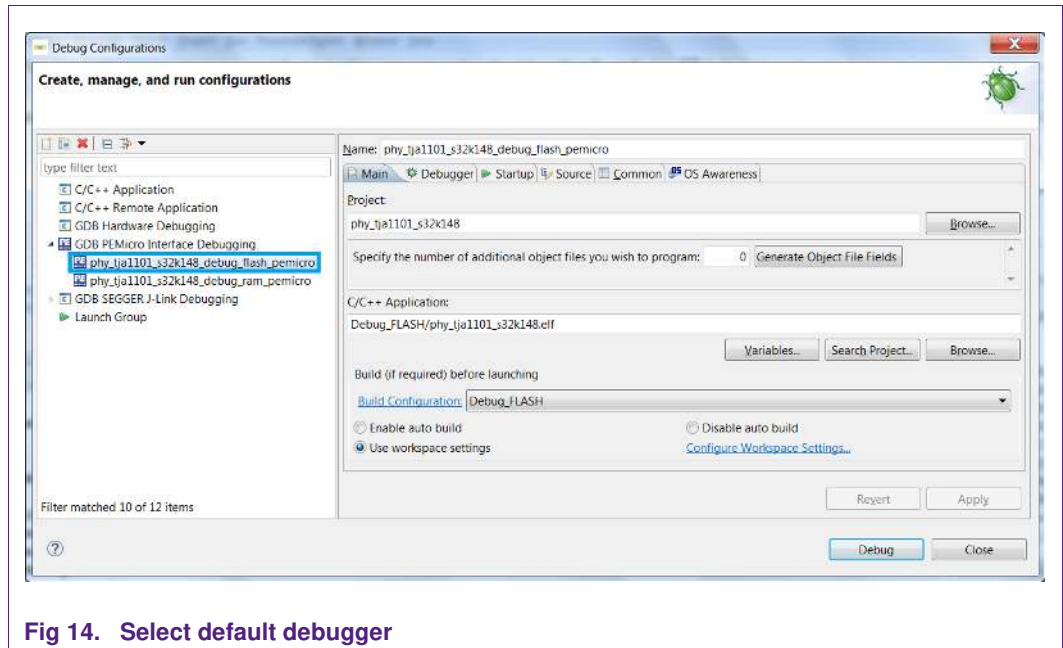 Debug Configurations
X
Create, manage, and run configurations
type filter text
C/C++ Application
C/C++ Remote Application
GDB Hardware Debugging
GDB PEMicro Interface Debugging
phy_tja1101_s32k148_debug_flash_pemicro
phy_tja1101_s32k148_debug_ram_pemicro
GDB SEGGER J-Link Debugging
Launch Group
Filter matched 10 of 12 items
Name: phy_tja1101_s32k148_debug_flash_pemicro
Main Debugger Startup Source Common OS Awareness
Project:
phy_tja1101_s32k148 Browse...
Specify the number of additional object files you wish to program: 0 Generate Object File Fields
C/C++ Application:
Debug_FLASH/phy_tja1101_s32k148.elf
Variables... Search Project... Browse...
Build (if required) before launching
Build Configuration: Debug_FLASH
Enable auto build Disable auto build
Use workspace settings Configure Workspace Settings...
Revert Apply
? Debug Close
Fig 14. Select default debugger